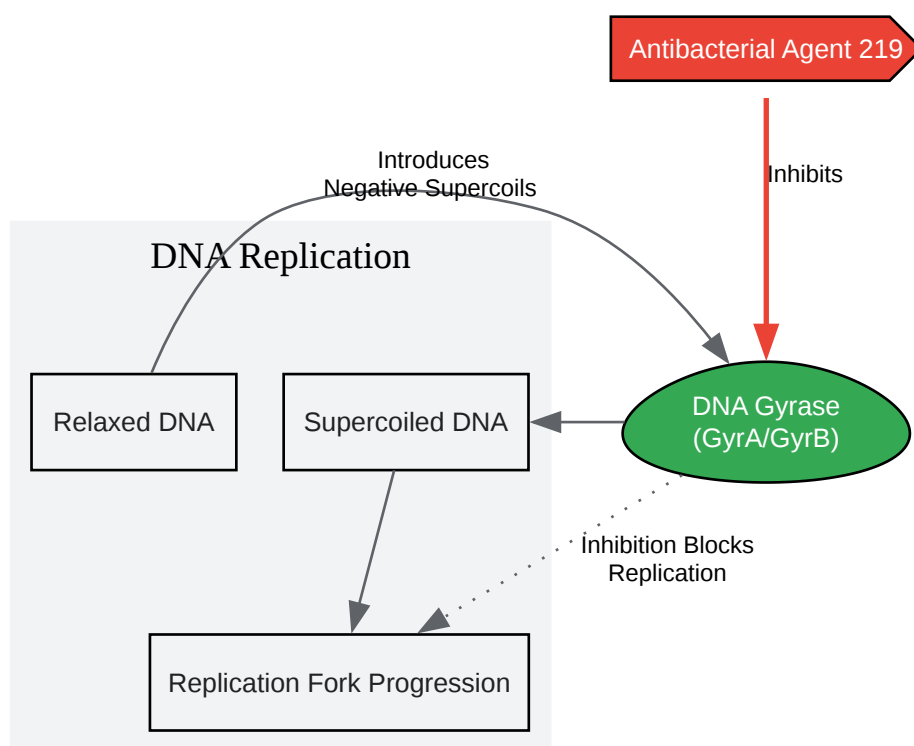 Antibacterial Agent 219
Introduces
Negative Supercoils
Inhibits
DNA Replication
Relaxed DNA
Supercoiled DNA
DNA Gyrase
(GyrA/GyrB)
Inhibition Blocks
Replication
Replication Fork Progression